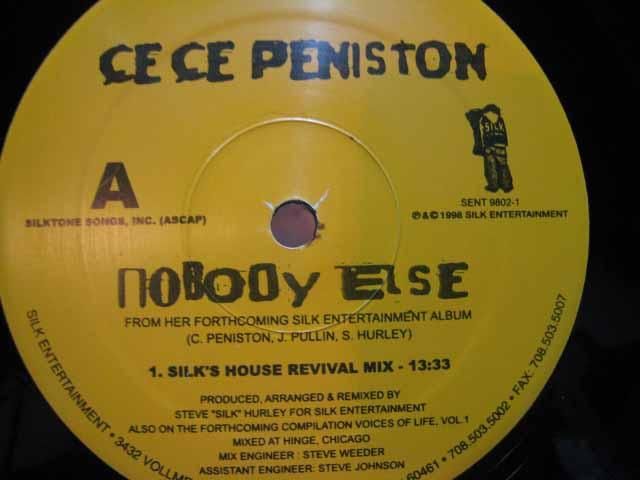 CE CE PENISTON
A
SILKTONE SONGS, INC. (ASCAP)
SILK
SENT 9802-1
℗&© 1998 SILK ENTERTAINMENT
NOBODY ELSE
FROM HER FORTHCOMING SILK ENTERTAINMENT ALBUM
(C. PENISTON, J. PULLIN, S. HURLEY)
1. SILK'S HOUSE REVIVAL MIX - 13:33
PRODUCED, ARRANGED & REMIXED BY
STEVE "SILK" HURLEY FOR SILK ENTERTAINMENT
ALSO ON THE FORTHCOMING COMPILATION VOICES OF LIFE, VOL.1
MIXED AT HINGE, CHICAGO
MIX ENGINEER : STEVE WEEDER
ASSISTANT ENGINEER: STEVE JOHNSON
SILK ENTERTAINMENT • 3432 VOLLM 60461 • 708.503.5002 • FAX: 708.503.5007